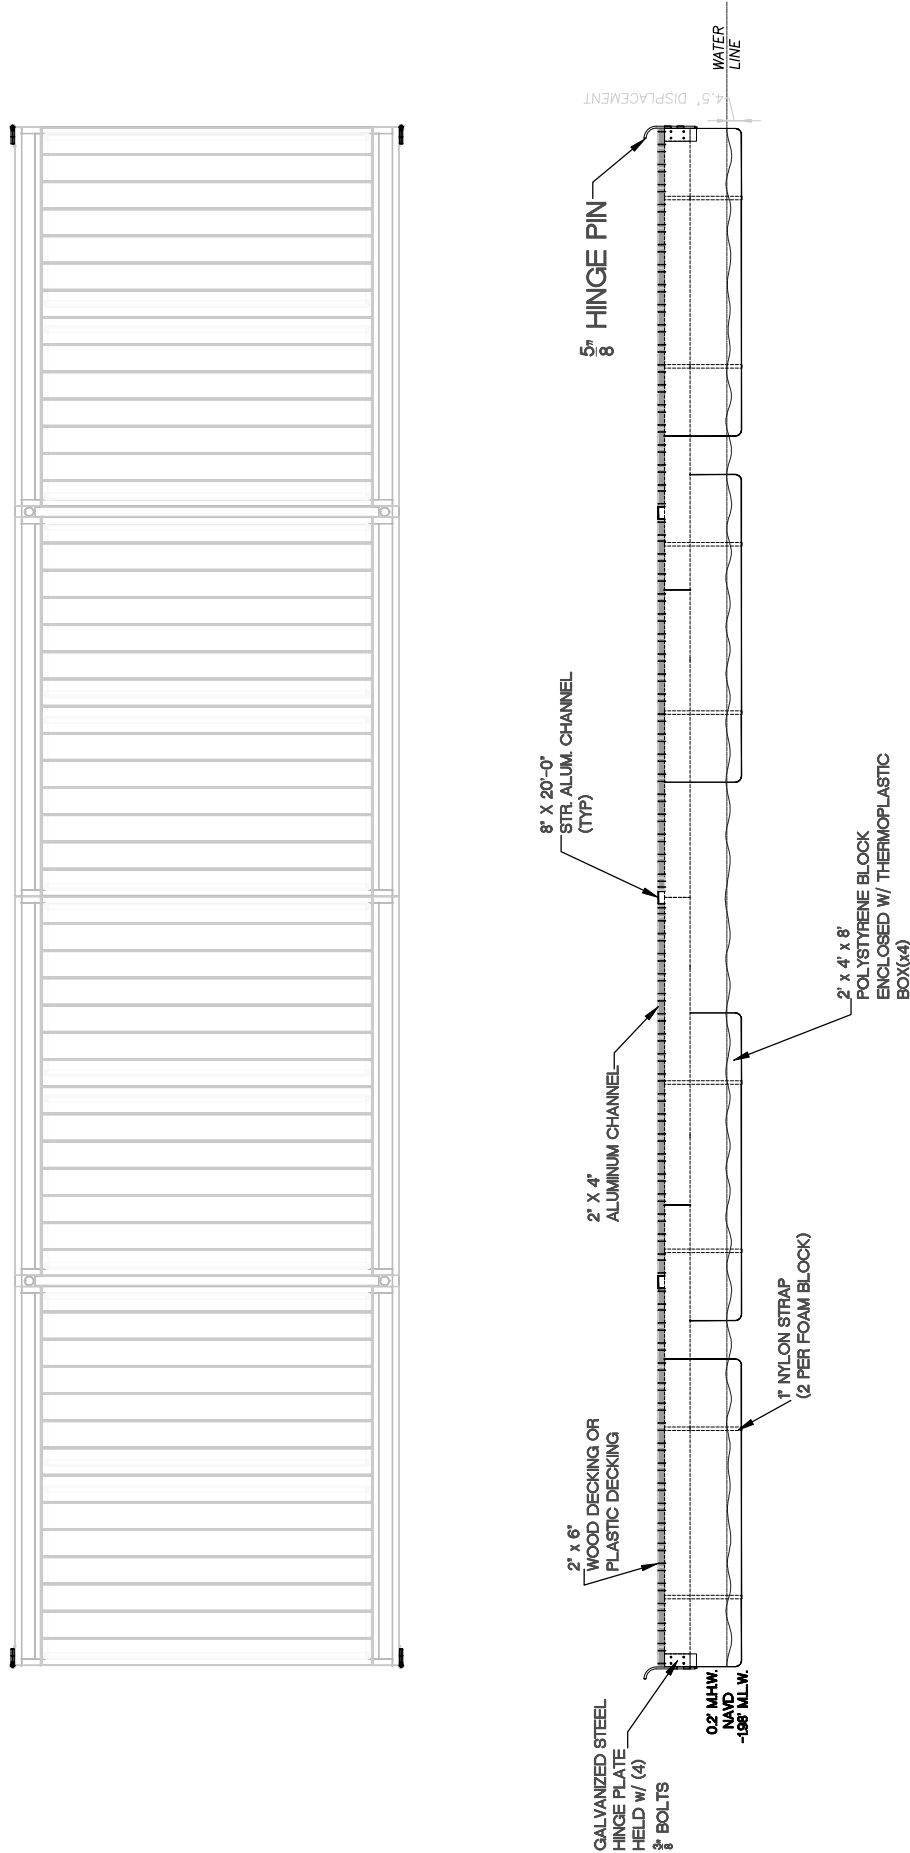 GALVANIZED STEEL
HINGE PLATE
HELD w/ (4)
3/8" BOLTS
2" x 6"
WOOD DECKING OR
PLASTIC DECKING
2" X 4"
ALUMINUM CHANNEL
8" X 20'-0"
STR. ALUM. CHANNEL
(TYP)
5/8" HINGE PIN
4.5" DISPLACEMENT
WATER
LINE
0.2' M.H.W.
NAVD
-1.98' M.L.W.
1" NYLON STRAP
(2 PER FOAM BLOCK)
2' x 4' x 8'
POLYSTYRENE BLOCK
ENCLOSED W/ THERMOPLASTIC
BOX(x4)